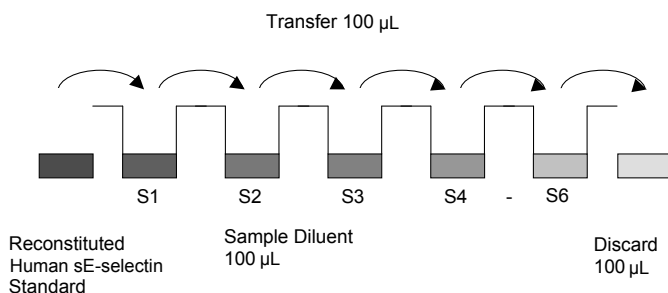 Transfer 100 µL
S1 S2 S3 S4 - S6
Reconstituted
Human sE-selectin
Standard
Sample Diluent
100 µL
Discard
100 µL